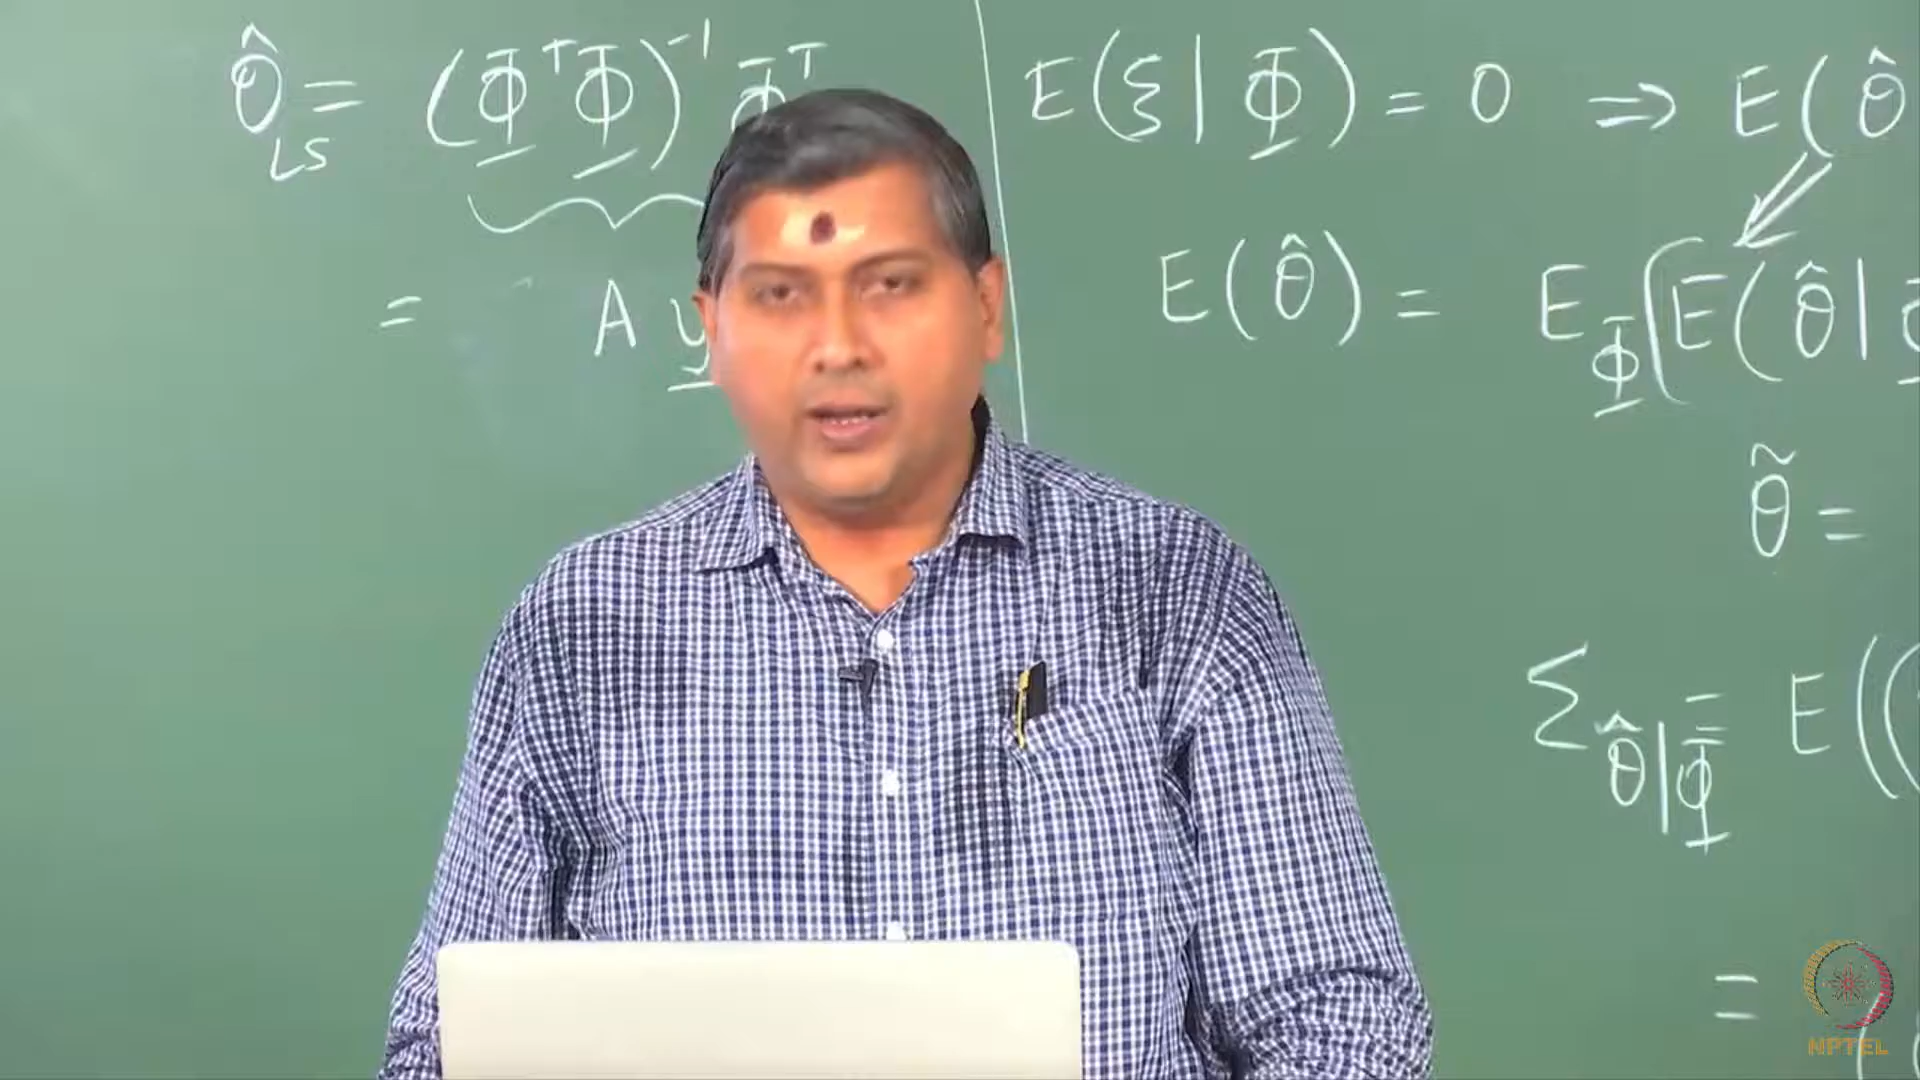 θ̂_LS = (Φ^T Φ)^-1 Φ^T
= A y
E(ξ | Φ) = 0 ⇒ E(θ̂
E(θ̂) = E_Φ [E(θ̂ |
θ̃ =
Σ_θ̂|Φ = E((
=
NPTEL